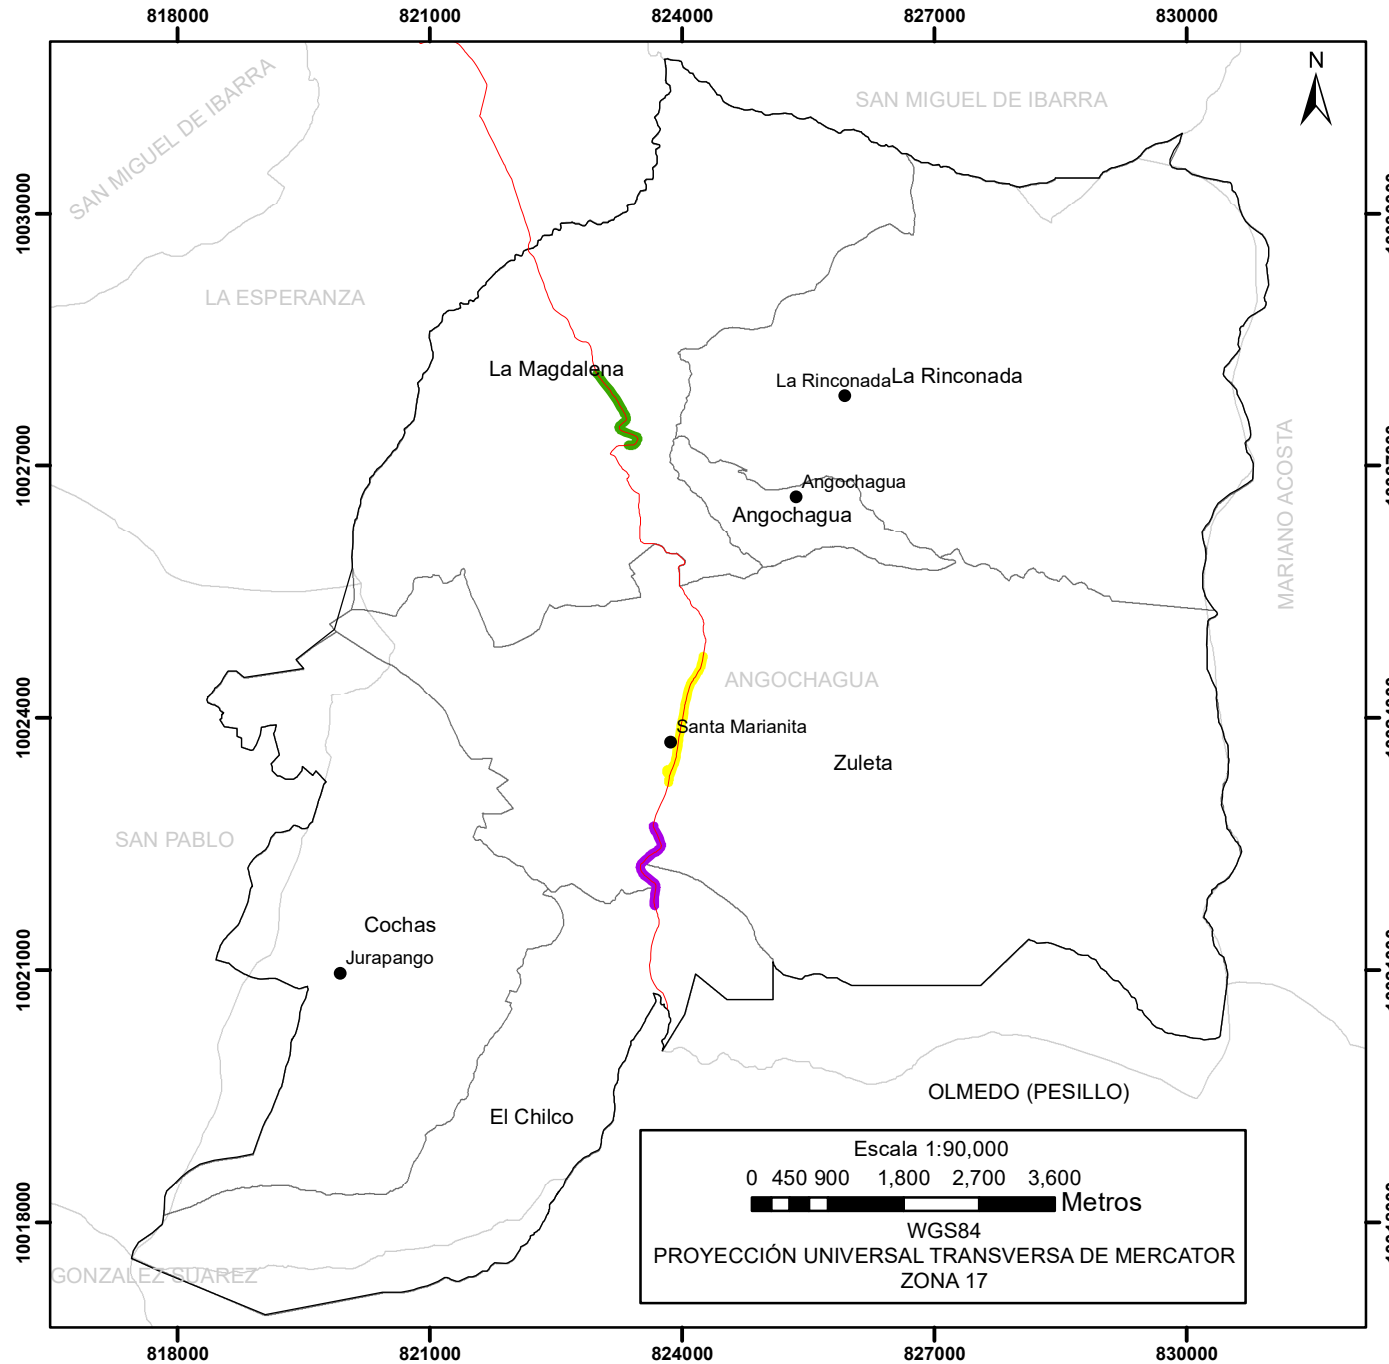 818000 821000 824000 827000 830000
N
SAN MIGUEL DE IBARRA
SAN MIGUEL DE IBARRA
10030000
LA ESPERANZA
La Magdalena
La Rinconada
La Rinconada
10027000
MARIANO ACOSTA
Angochagua
Angochagua
ANGOCHAGUA
10024000
Santa Marianita
Zuleta
SAN PABLO
Cochas
Jurapango
10021000
OLMEDO (PESILLO)
El Chilco
Escala 1:90,000
0 450 900 1,800 2,700 3,600
Metros
10018000
WGS84
PROYECCIÓN UNIVERSAL TRANSVERSA DE MERCATOR
ZONA 17
GONZALEZ SUAREZ
818000 821000 824000 827000 830000